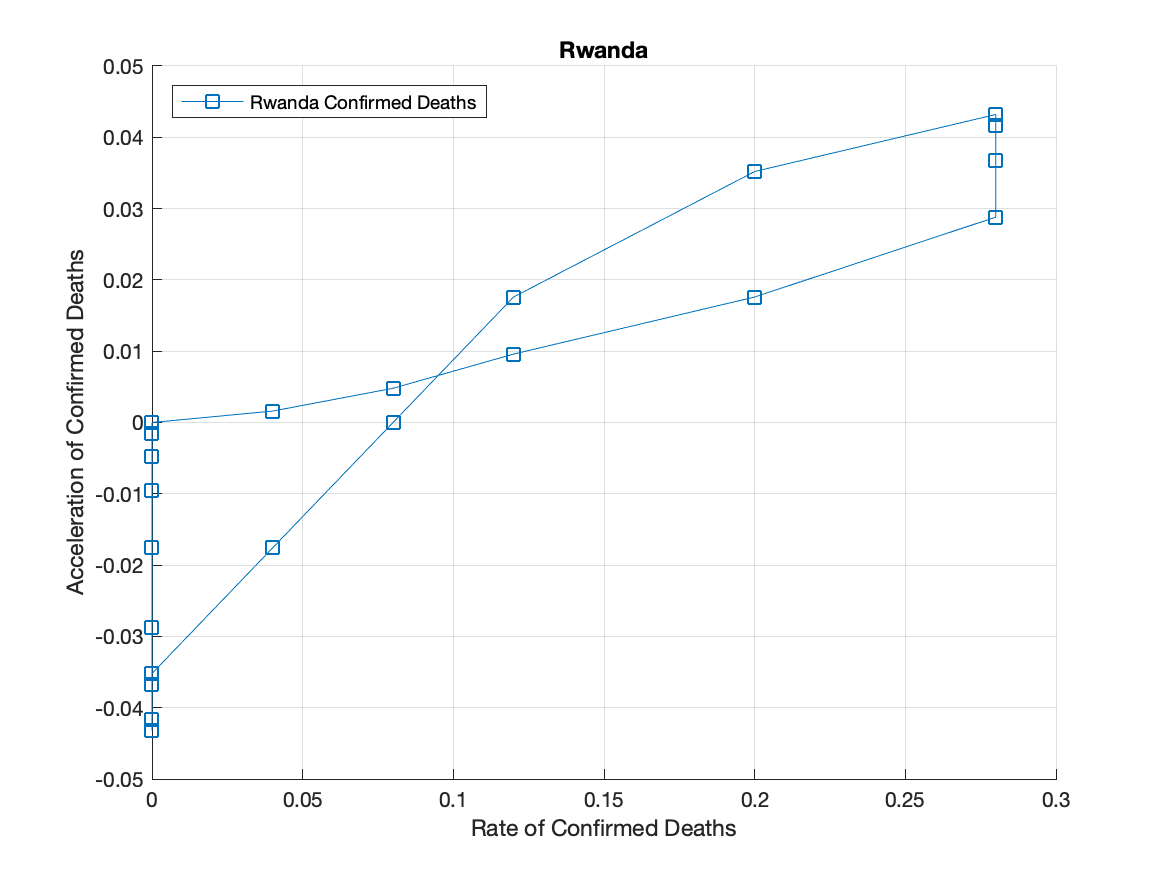 Rwanda
Rwanda Confirmed Deaths
Acceleration of Confirmed Deaths
0.05
0.04
0.03
0.02
0.01
0
-0.01
-0.02
-0.03
-0.04
-0.05
0 0.05 0.1 0.15 0.2 0.25 0.3
Rate of Confirmed Deaths